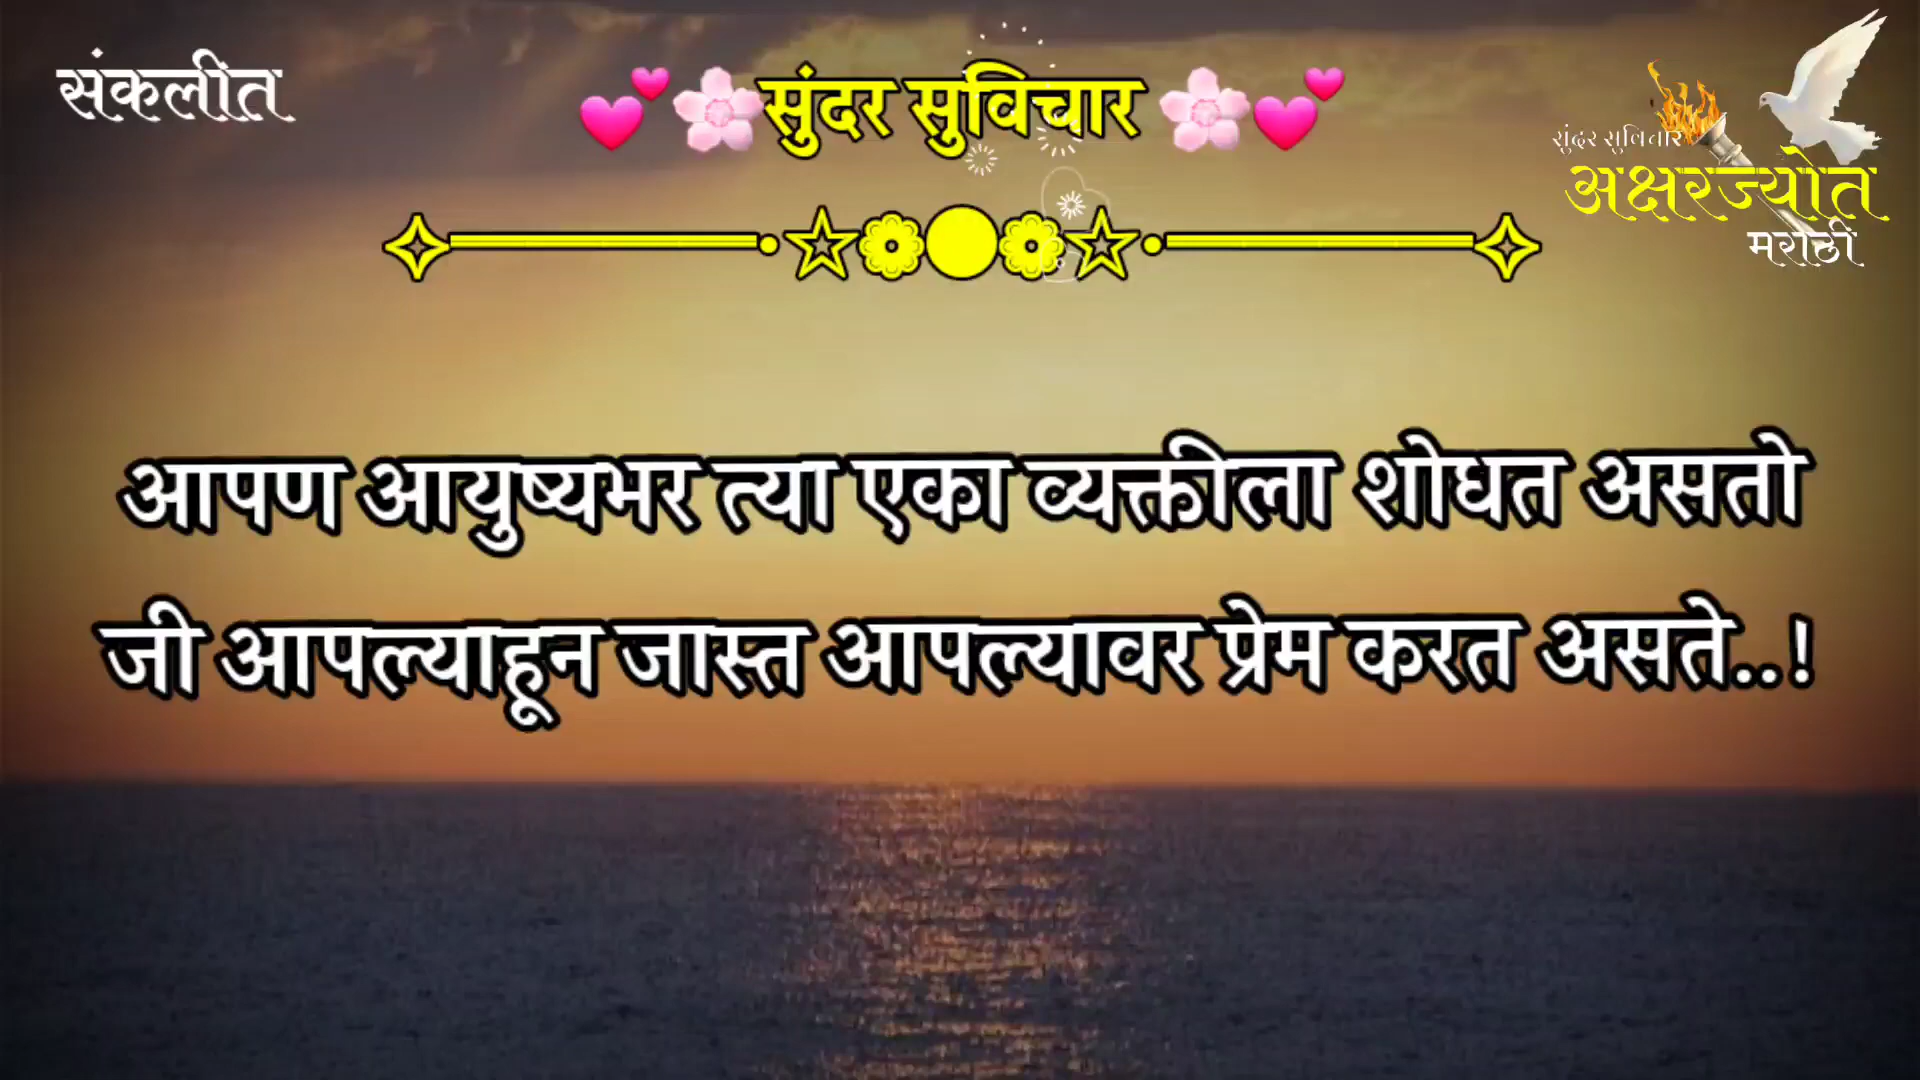 संकलीत
💕🌸सुंदर सुविचार 🌸💕
सुंदर सुविचार
अक्षरज्योत
मराठी
आपण आयुष्यभर त्या एका व्यक्तीला शोधत असतो
जी आपल्याहून जास्त आपल्यावर प्रेम करत असते..!